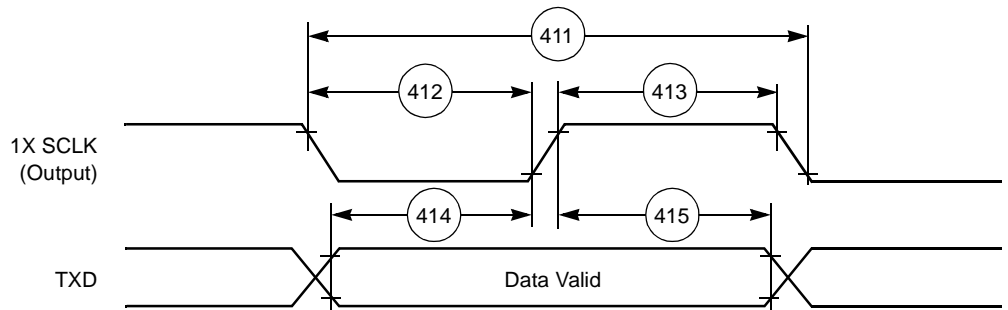 411
412
413
1X SCLK
(Output)
414
415
TXD
Data Valid